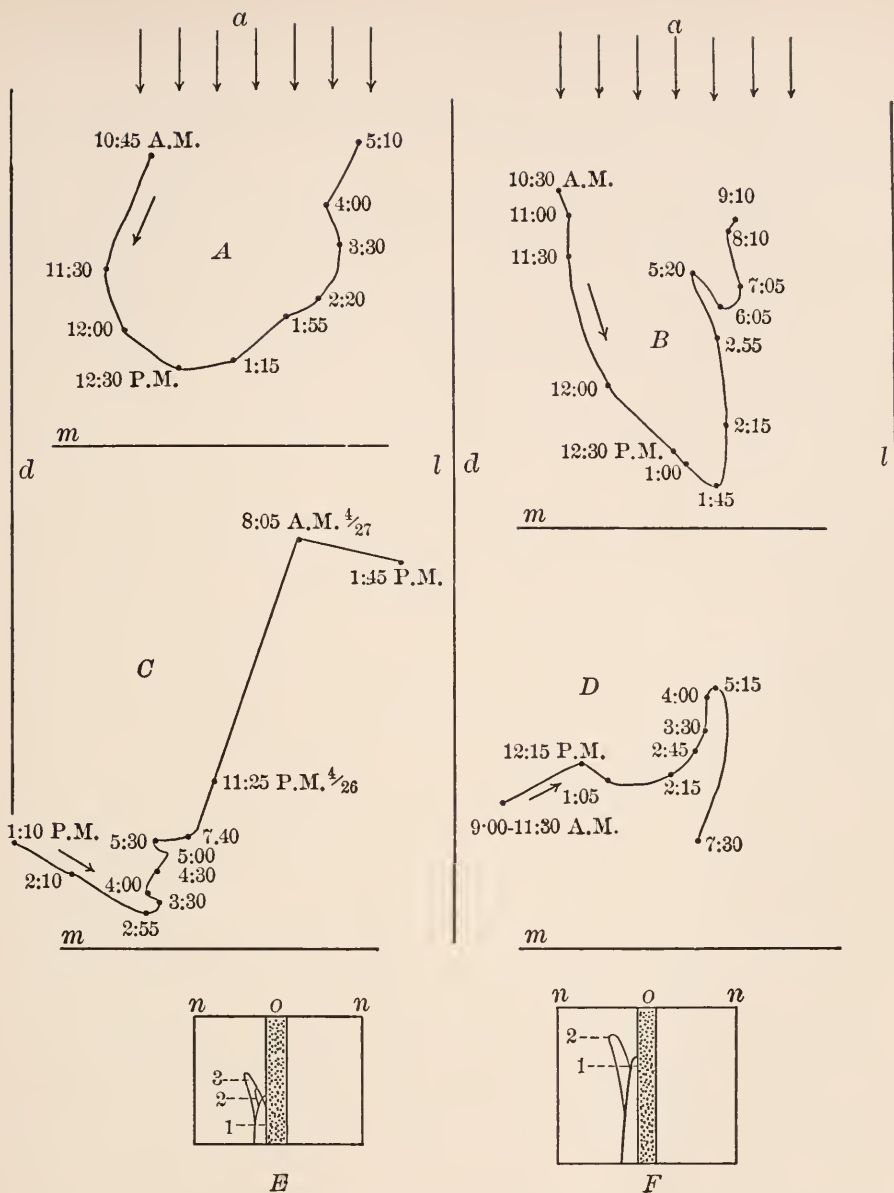 a
a
10:45 A.M.
5:10
4:00
3:30
2:20
1:55
1:15
12:30 P.M.
12:00
11:30
A
m
d
l
10:30 A.M.
11:00
11:30
12:00
12:30 P.M.
1:00
1:45
2:15
2.55
5:20
6:05
7:05
8:10
9:10
B
m
d
l
8:05 A.M. 4/27
1:45 P.M.
C
11:25 P.M. 4/26
1:10 P.M.
2:10
2:55
3:30
4:00
4:30
5:00
5:30
7.40
m
D
5:15
4:00
3:30
2:45
2:15
12:15 P.M.
1:05
9·00-11:30 A.M.
7:30
m
n o n
3
2
1
E
n o n
2
1
F